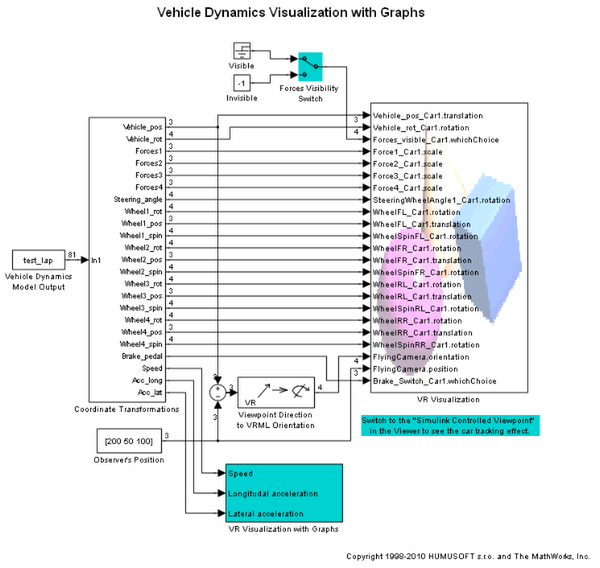 Vehicle Dynamics Visualization with Graphs
Visible
-1
Invisible
Forces Visibility
Switch
test_lap
81
Vehicle Dynamics
Model Output
In1
Vehicle_pos
3
Vehicle_rot
4
Forces1
3
Forces2
3
Forces3
3
Forces4
3
Steering_angle
4
Wheel1_rot
4
Wheel1_pos
3
Wheel1_spin
4
Wheel2_rot
4
Wheel2_pos
3
Wheel2_spin
4
Wheel3_rot
4
Wheel3_pos
3
Wheel3_spin
4
Wheel4_rot
4
Wheel4_pos
4
Wheel4_spin
4
Brake_pedal
Speed
Acc_long
Acc_lat
Coordinate Transformations
3
Vehicle_pos_Car1.translation
4
Vehicle_rot_Car1.rotation
4
Forces_visible_Car1.whichChoice
Force1_Car1.scale
Force2_Car1.scale
Force3_Car1.scale
Force4_Car1.scale
SteeringWheelAngle1_Car1.rotation
WheelFL_Car1.rotation
WheelFL_Car1.translation
WheelSpinFL_Car1.rotation
WheelFR_Car1.rotation
WheelFR_Car1.translation
WheelSpinFR_Car1.rotation
WheelRL_Car1.rotation
WheelRL_Car1.translation
WheelSpinRL_Car1.rotation
WheelRR_Car1.rotation
WheelRR_Car1.translation
WheelSpinRR_Car1.rotation
4
FlyingCamera.orientation
3
FlyingCamera.position
Brake_Switch_Car1.whichChoice
VR Visualization
3
+
−
3
3
VR
4
Viewpoint Direction
to VRML Orientation
Switch to the "Simulink Controlled Viewpoint"
in the Viewer to see the car tracking effect.
[200 50 100]
3
Observer's Position
Speed
Longitudal acceleration
Lateral acceleration
VR Visualization with Graphs
Copyright 1998-2010 HUMUSOFT s.r.o. and The MathWorks, Inc.